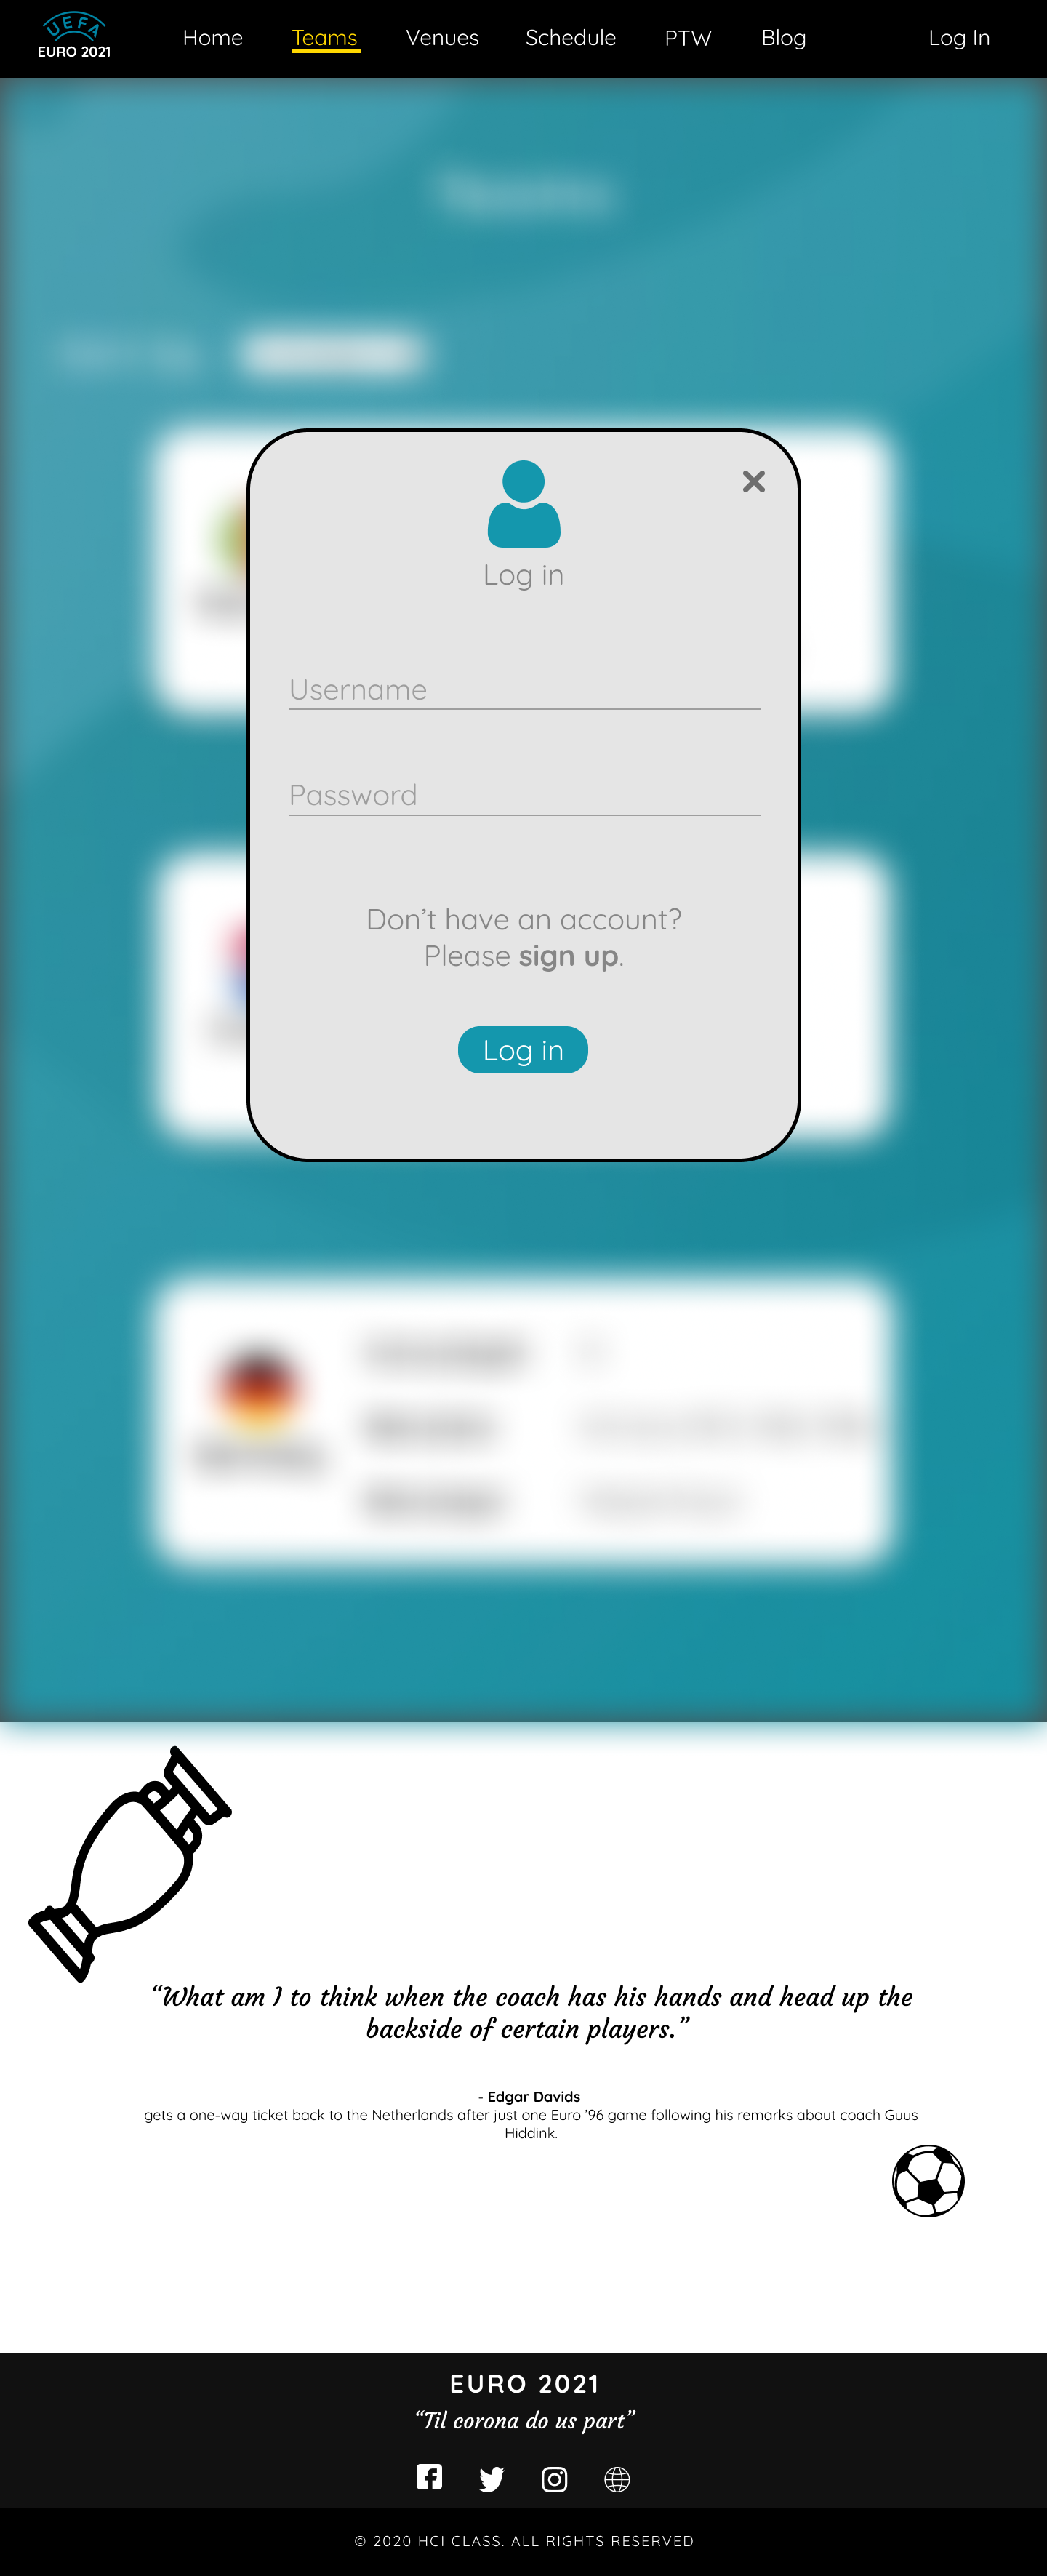 UEFA
EURO 2021
Home Teams Venues Schedule PTW Blog Log In
Log in
Username
Password
Don’t have an account?
Please sign up.
Log in
“What am I to think when the coach has his hands and head up the
backside of certain players.”
- Edgar Davids
gets a one-way ticket back to the Netherlands after just one Euro ’96 game following his remarks about coach Guus
Hiddink.
EURO 2021
“Til corona do us part”
© 2020 HCI CLASS. ALL RIGHTS RESERVED